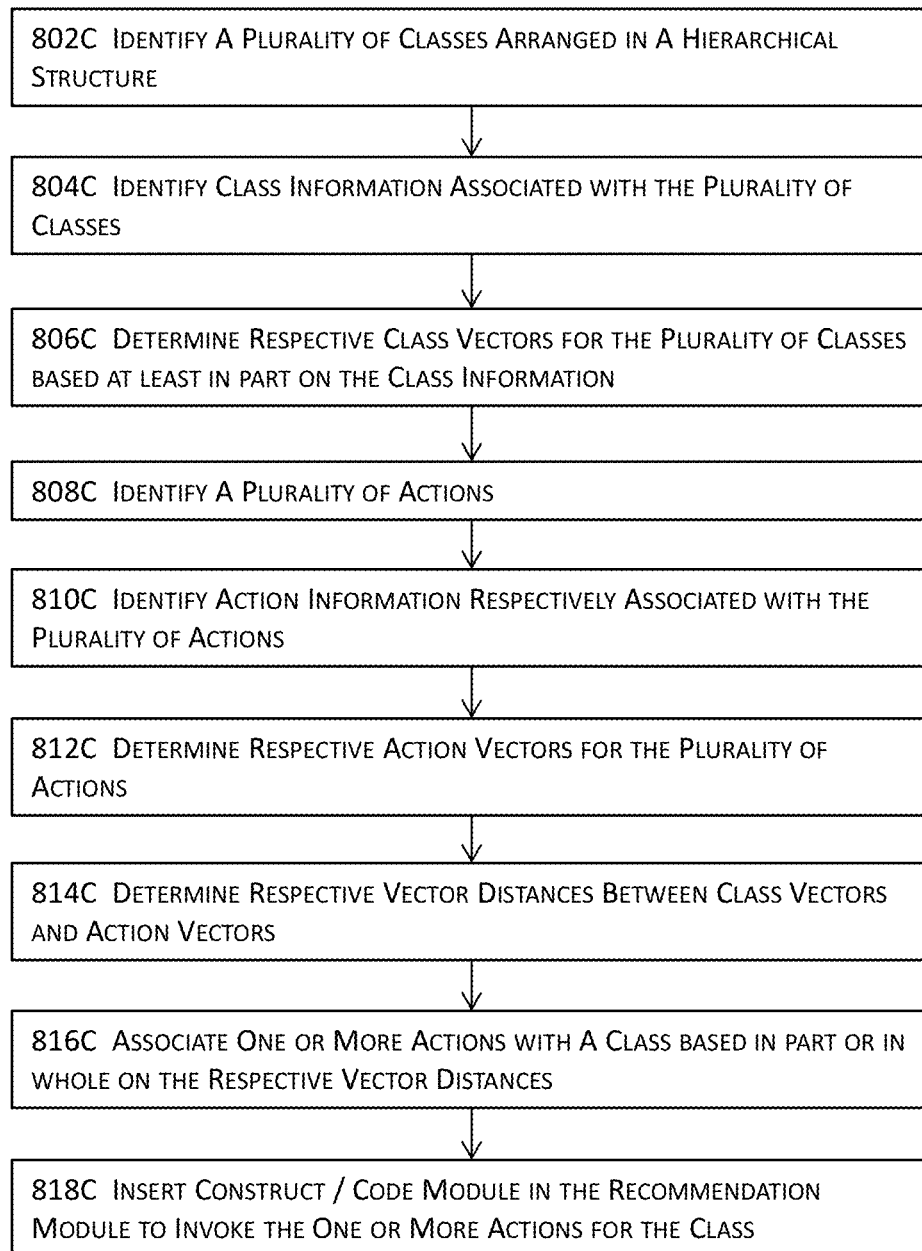 802C IDENTIFY A PLURALITY OF CLASSES ARRANGED IN A HIERARCHICAL
STRUCTURE
804C IDENTIFY CLASS INFORMATION ASSOCIATED WITH THE PLURALITY OF
CLASSES
806C DETERMINE RESPECTIVE CLASS VECTORS FOR THE PLURALITY OF CLASSES
BASED AT LEAST IN PART ON THE CLASS INFORMATION
808C IDENTIFY A PLURALITY OF ACTIONS
810C IDENTIFY ACTION INFORMATION RESPECTIVELY ASSOCIATED WITH THE
PLURALITY OF ACTIONS
812C DETERMINE RESPECTIVE ACTION VECTORS FOR THE PLURALITY OF
ACTIONS
814C DETERMINE RESPECTIVE VECTOR DISTANCES BETWEEN CLASS VECTORS
AND ACTION VECTORS
816C ASSOCIATE ONE OR MORE ACTIONS WITH A CLASS BASED IN PART OR IN
WHOLE ON THE RESPECTIVE VECTOR DISTANCES
818C INSERT CONSTRUCT / CODE MODULE IN THE RECOMMENDATION
MODULE TO INVOKE THE ONE OR MORE ACTIONS FOR THE CLASS